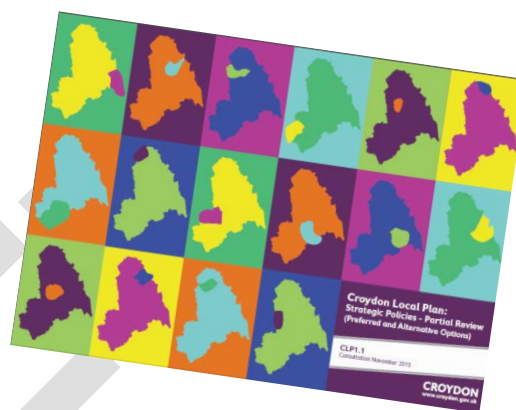 Croydon Local Plan:
Strategic Policies - Partial Review
(Preferred and Alternative Options)
CLP1.1
Consultation November 2015
CROYDON
www.croydon.gov.uk